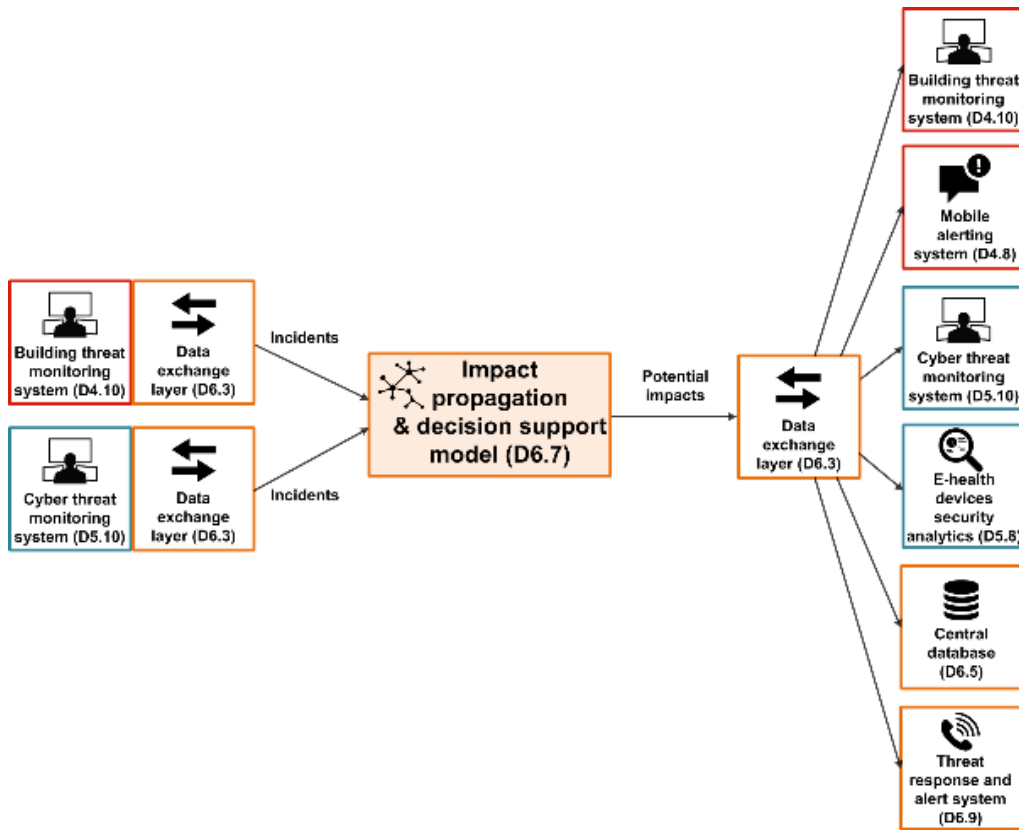 Building threat
monitoring
system (D4.10)
Mobile
alerting
system (D4.8)
Building threat
monitoring
system (D4.10)
Data
exchange
layer (D6.3)
Incidents
Cyber threat
monitoring
system (D5.10)
Data
exchange
layer (D6.3)
Incidents
Impact
propagation
& decision support
model (D6.7)
Potential
impacts
Data
exchange
layer (D6.3)
Cyber threat
monitoring
system (D5.10)
E-health
devices
security
analytics (D5.8)
Central
database
(D6.5)
Threat
response and
alert system
(D6.9)